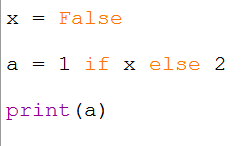 x = False
a = 1 if x else 2
print(a)